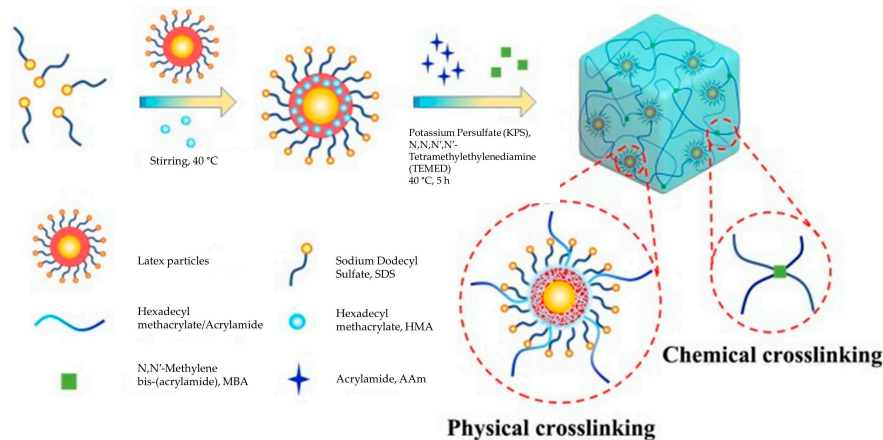 Stirring, 40 °C
Potassium Persulfate (KPS),
N,N,N',N'-
Tetramethylethylenediamine
(TEMED)
40 °C, 5 h
Latex particles
Sodium Dodecyl
Sulfate, SDS
Hexadecyl
methacrylate/Acrylamide
Hexadecyl
methacrylate, HMA
N,N'-Methylene
bis-(acrylamide), MBA
Acrylamide, AAm
Physical crosslinking
Chemical crosslinking